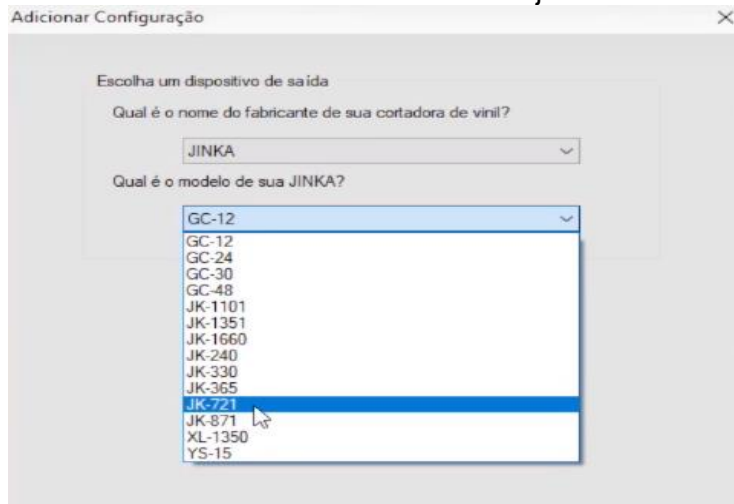 Adicionar Configuração
Escolha um dispositivo de saída
Qual é o nome do fabricante de sua cortadora de vinil?
JINKA
Qual é o modelo de sua JINKA?
GC-12
GC-12
GC-24
GC-30
GC-48
JK-1101
JK-1351
JK-1660
JK-240
JK-330
JK-365
JK-721
JK-871
XL-1350
YS-15